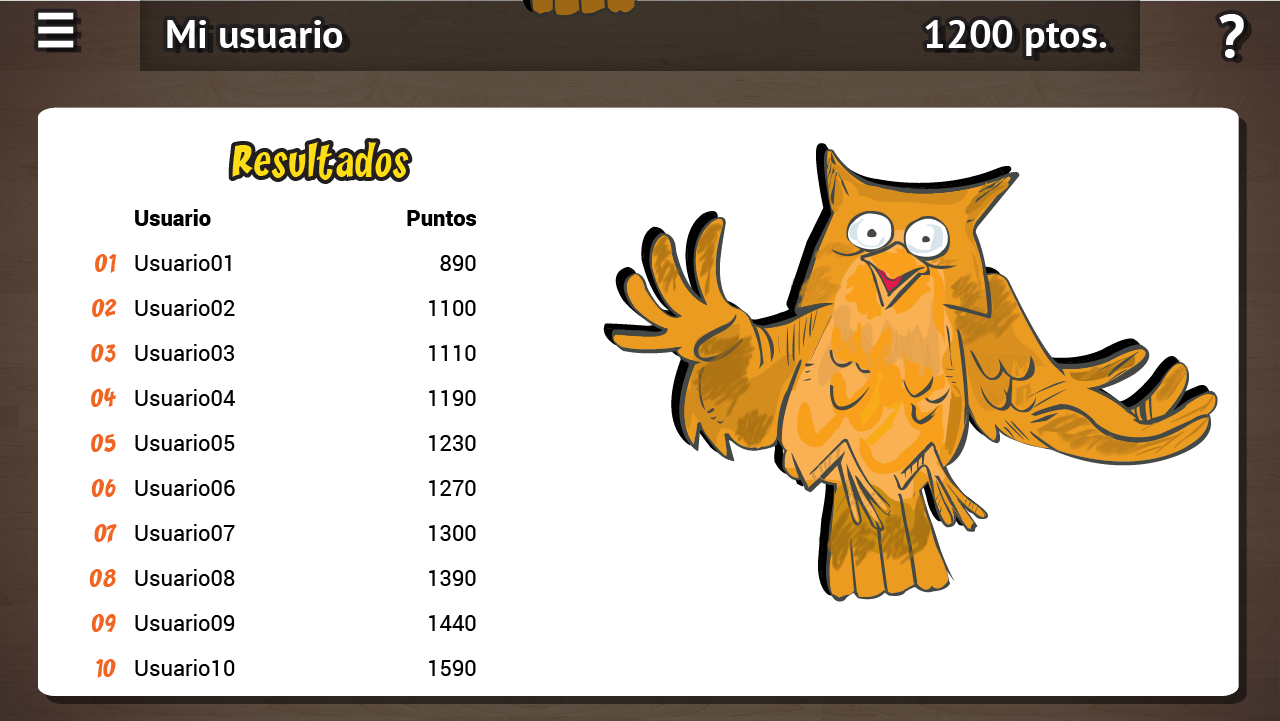 Mi usuario 1200 ptos. ?
Resultados
Usuario Puntos
01 Usuario01 890
02 Usuario02 1100
03 Usuario03 1110
04 Usuario04 1190
05 Usuario05 1230
06 Usuario06 1270
07 Usuario07 1300
08 Usuario08 1390
09 Usuario09 1440
10 Usuario10 1590